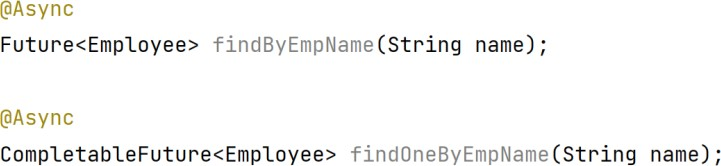 @Async
Future<Employee> findByEmpName(String name);
@Async
CompletableFuture<Employee> findOneByEmpName(String name);